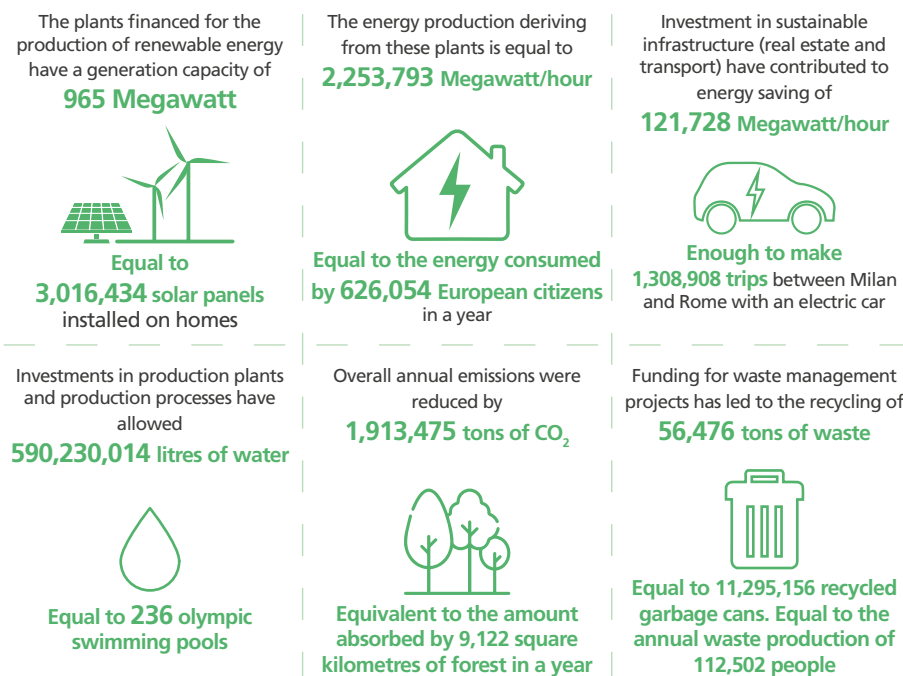 The plants financed for the
production of renewable energy
have a generation capacity of
965 Megawatt
Equal to
3,016,434 solar panels
installed on homes
The energy production deriving
from these plants is equal to
2,253,793 Megawatt/hour
Equal to the energy consumed
by 626,054 European citizens
in a year
Investment in sustainable
infrastructure (real estate and
transport) have contributed to
energy saving of
121,728 Megawatt/hour
Enough to make
1,308,908 trips between Milan
and Rome with an electric car
Investments in production plants
and production processes have
allowed
590,230,014 litres of water
Equal to 236 olympic
swimming pools
Overall annual emissions were
reduced by
1,913,475 tons of CO₂
Equivalent to the amount
absorbed by 9,122 square
kilometres of forest in a year
Funding for waste management
projects has led to the recycling of
56,476 tons of waste
Equal to 11,295,156 recycled
garbage cans. Equal to the
annual waste production of
112,502 people